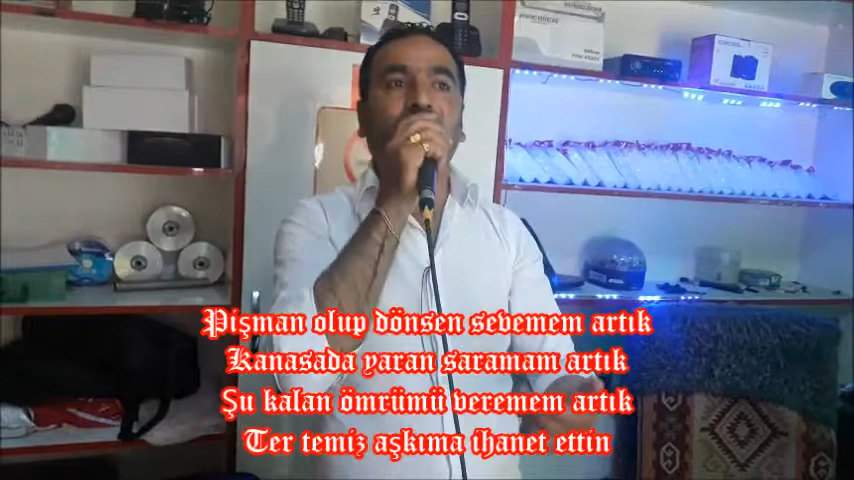 Pişman olup dönsen sevemem artık
Kanasada yaran saramam artık
Şu kalan ömrümü veremem artık
Ter temiz aşkıma ihanet ettin